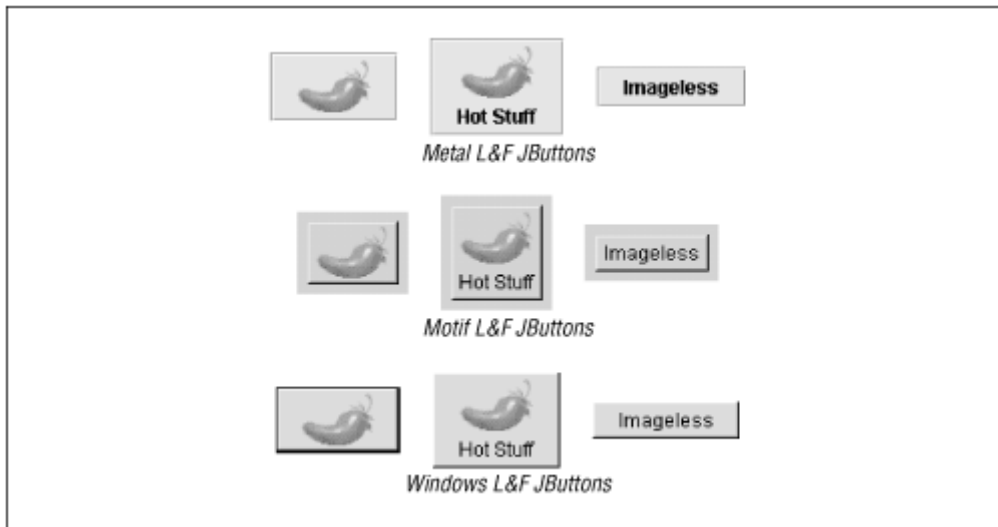 Hot Stuff
Imageless
Metal L&F JButtons
Hot Stuff
Imageless
Motif L&F JButtons
Hot Stuff
Imageless
Windows L&F JButtons